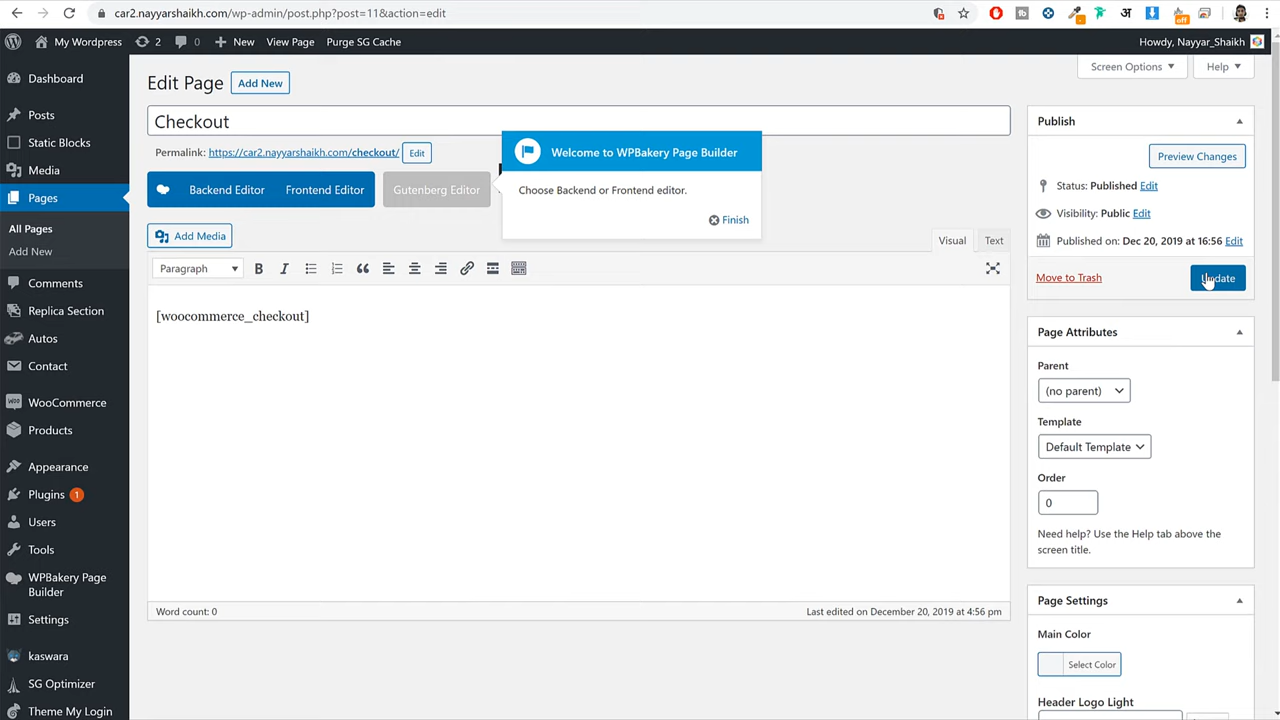 car2.nayyarshaikh.com/wp-admin/post.php?post=11&action=edit
My Wordpress 2 0 + New View Page Purge SG Cache Howdy, Nayyar_Shaikh
Dashboard
Posts
Static Blocks
Media
Pages
All Pages
Add New
Comments
Replica Section
Autos
Contact
WooCommerce
Products
Appearance
Plugins 1
Users
Tools
WPBakery Page
Builder
Settings
kaswara
SG Optimizer
Theme My Login
Screen Options Help
Edit Page Add New
Checkout
Permalink: https://car2.nayyarshaikh.com/checkout/ Edit
Backend Editor Frontend Editor Gutenberg Editor
Welcome to WPBakery Page Builder
Choose Backend or Frontend editor.
Finish
Add Media
Visual Text
Paragraph B I
[woocommerce_checkout]
Word count: 0 Last edited on December 20, 2019 at 4:56 pm
Publish
Preview Changes
Status: Published Edit
Visibility: Public Edit
Published on: Dec 20, 2019 at 16:56 Edit
Move to Trash Update
Page Attributes
Parent
(no parent)
Template
Default Template
Order
0
Need help? Use the Help tab above the
screen title.
Page Settings
Main Color
Select Color
Header Logo Light